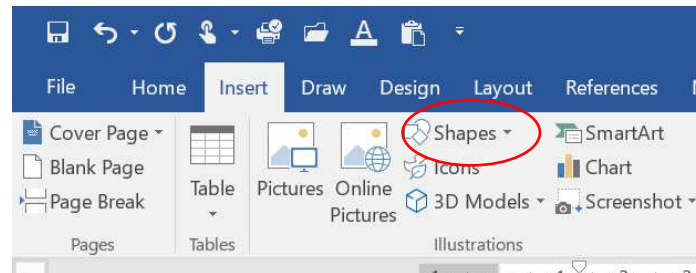 File Home Insert Draw Design Layout References
Cover Page
Blank Page
Page Break
Pages
Table
Tables
Pictures
Online
Pictures
Shapes
Icons
3D Models
SmartArt
Chart
Screenshot
Illustrations